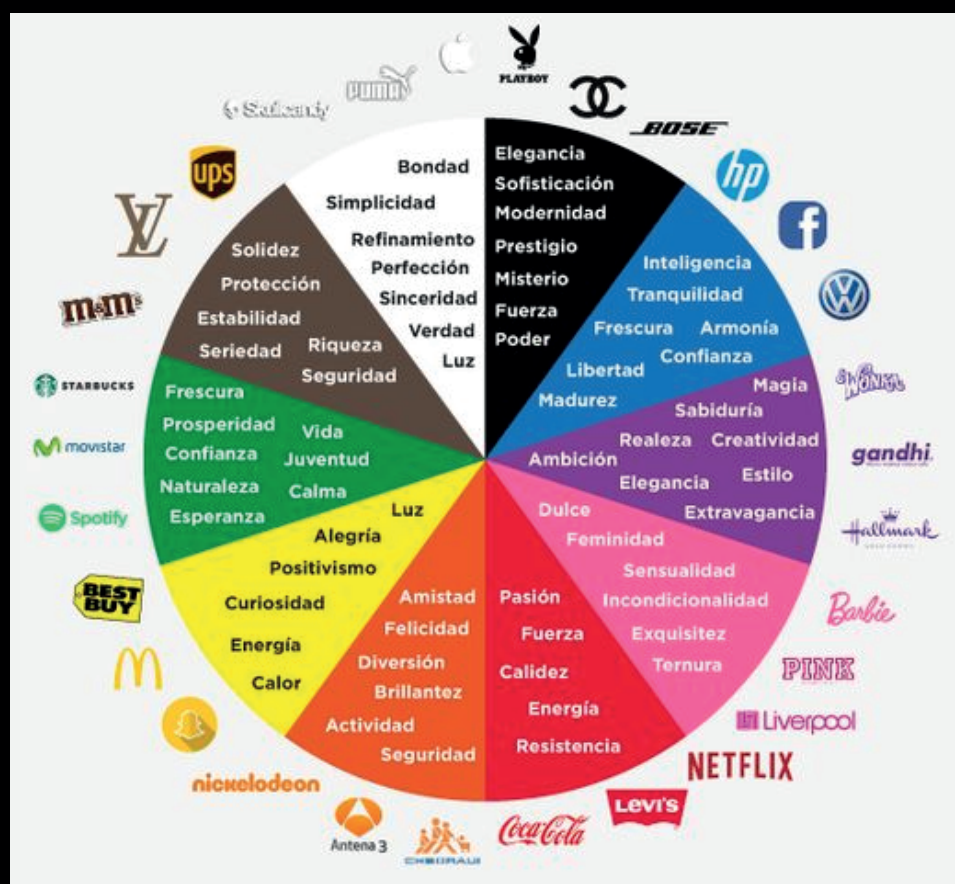 PLAYBOY
PUMA
Skullcandy
BOSE
ups
hp
f
LV
VW
m&m's
WONKA
STARBUCKS
movistar
gandhi
Spotify
Hallmark
BEST
BUY
Barbie
M
PINK
Liverpool
NETFLIX
nickelodeon
LEVI'S
Antena 3
CHEDRAUI
Coca-Cola
Bondad
Simplicidad
Refinamiento
Perfección
Sinceridad
Verdad
Luz
Elegancia
Sofisticación
Modernidad
Prestigio
Misterio
Fuerza
Poder
Inteligencia
Tranquilidad
Frescura
Armonía
Confianza
Libertad
Madurez
Magia
Sabiduría
Realeza
Creatividad
Ambición
Estilo
Elegancia
Extravagancia
Dulce
Feminidad
Sensualidad
Incondicionalidad
Exquisitez
Ternura
Pasión
Fuerza
Calidez
Energía
Resistencia
Amistad
Felicidad
Diversión
Brillantez
Actividad
Seguridad
Luz
Alegría
Positivismo
Curiosidad
Energía
Calor
Frescura
Prosperidad
Vida
Confianza
Juventud
Naturaleza
Calma
Esperanza
Solidez
Protección
Estabilidad
Riqueza
Seriedad
Seguridad